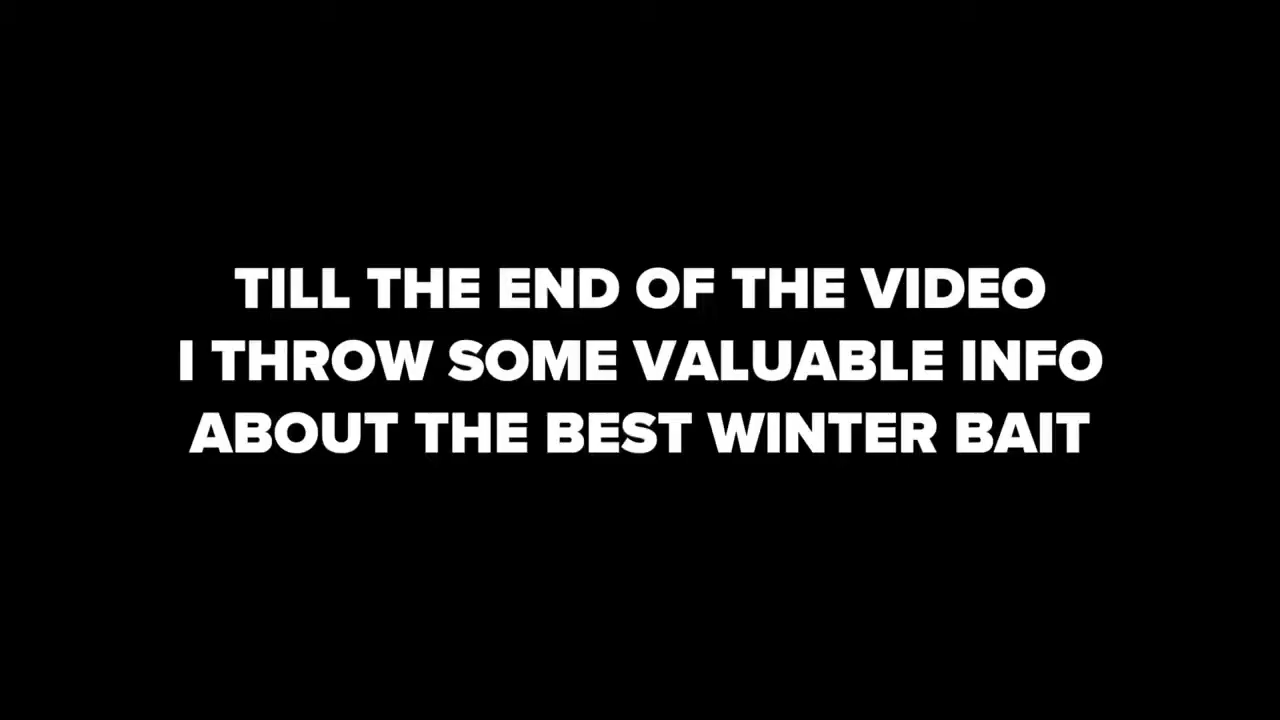 TILL THE END OF THE VIDEO
I THROW SOME VALUABLE INFO
ABOUT THE BEST WINTER BAIT